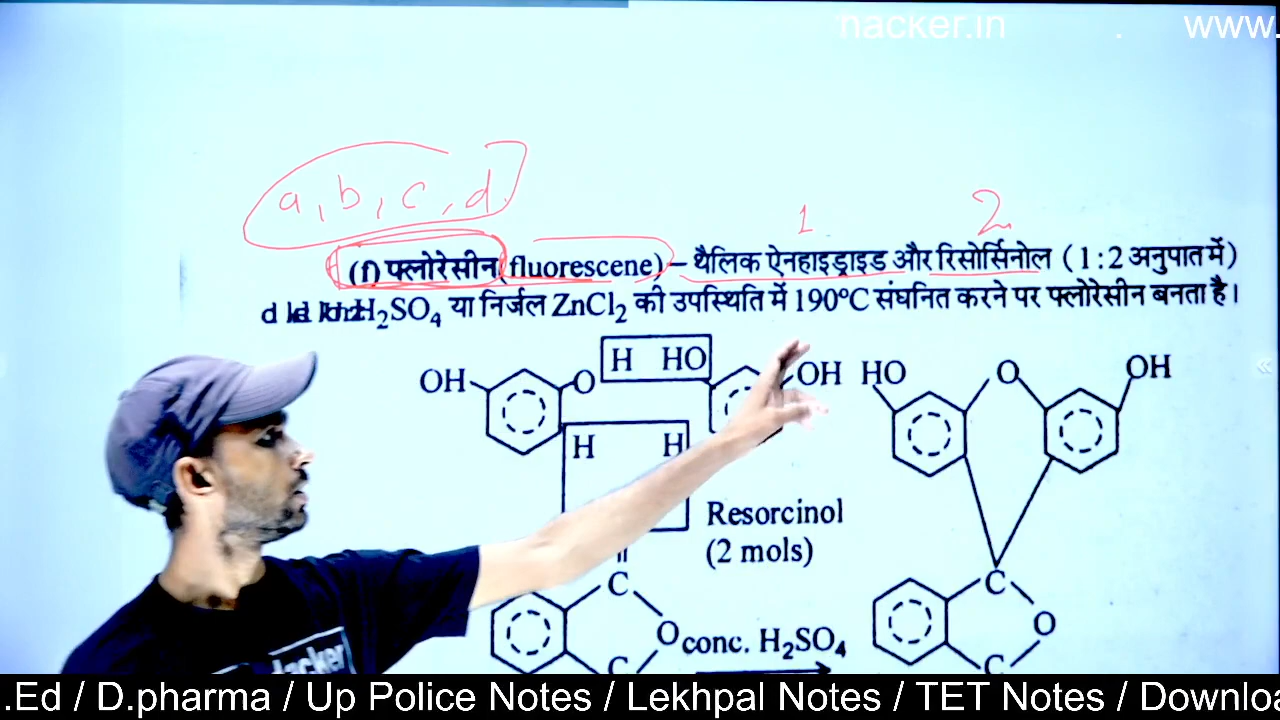 nacker.in . www.
a, b, c, d
1 2
(f) फ्लोरेसीन (fluorescene) – थैलिक ऐनहाइड्राइड और रिसोर्सिनोल (1:2 अनुपात में)
H₂SO₄ या निर्जल ZnCl₂ की उपस्थिति में 190°C संघनित करने पर फ्लोरेसीन बनता है।
OH O H HO OH HO O OH
H H
Resorcinol
(2 mols)
C C
O conc. H₂SO₄ O
C C
hacker
.Ed / D.pharma / Up Police Notes / Lekhpal Notes / TET Notes / Downloa